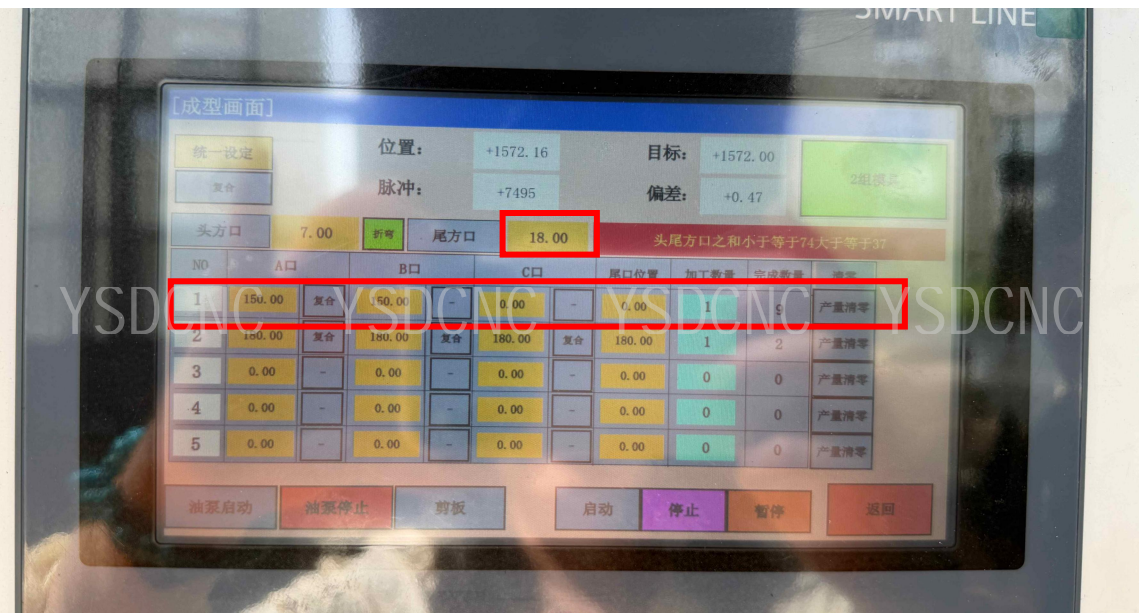 SMART LINE
[成型画面]
统一设定 位置: +1572.16 目标: +1572.00 2组模具
复合 脉冲: +7495 偏差: +0.47
头方口 7.00 折弯 尾方口 18.00 头尾方口之和小于等于74大于等于37
NO A口 B口 C口 尾口位置 加工数量 完成数量 清零
1 150.00 复合 150.00 - 0.00 - 0.00 1 9 产量清零
YSDCNC YSDCNC YSDCNC YSDCNC
2 180.00 复合 180.00 复合 180.00 复合 180.00 1 2 产量清零
3 0.00 - 0.00 - 0.00 - 0.00 0 0 产量清零
4 0.00 - 0.00 - 0.00 - 0.00 0 0 产量清零
5 0.00 - 0.00 - 0.00 - 0.00 0 0 产量清零
油泵启动 油泵停止 剪板 启动 停止 暂停 返回